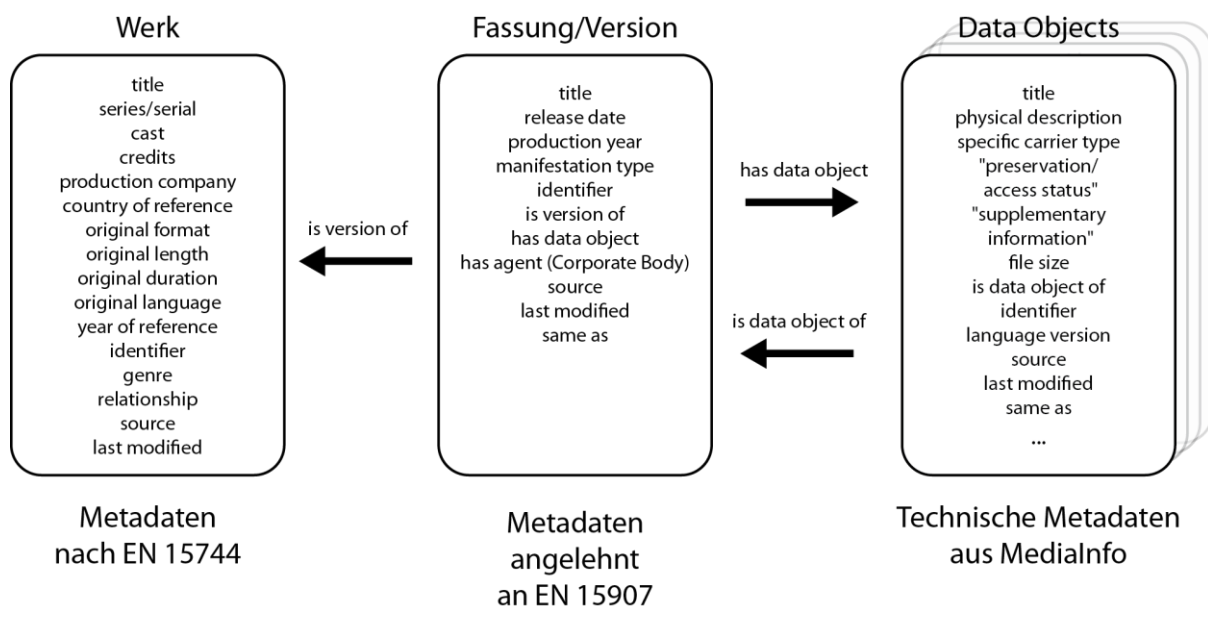 Werk
title
series/serial
cast
credits
production company
country of reference
original format
original length
original duration
original language
year of reference
identifier
genre
relationship
source
last modified
Metadaten
nach EN 15744
is version of
Fassung/Version
title
release date
production year
manifestation type
identifier
is version of
has data object
has agent (Corporate Body)
source
last modified
same as
Metadaten
angelehnt
an EN 15907
has data object
is data object of
Data Objects
title
physical description
specific carrier type
"preservation/
access status"
"supplementary
information"
file size
is data object of
identifier
language version
source
last modified
same as
...
Technische Metadaten
aus MediaInfo